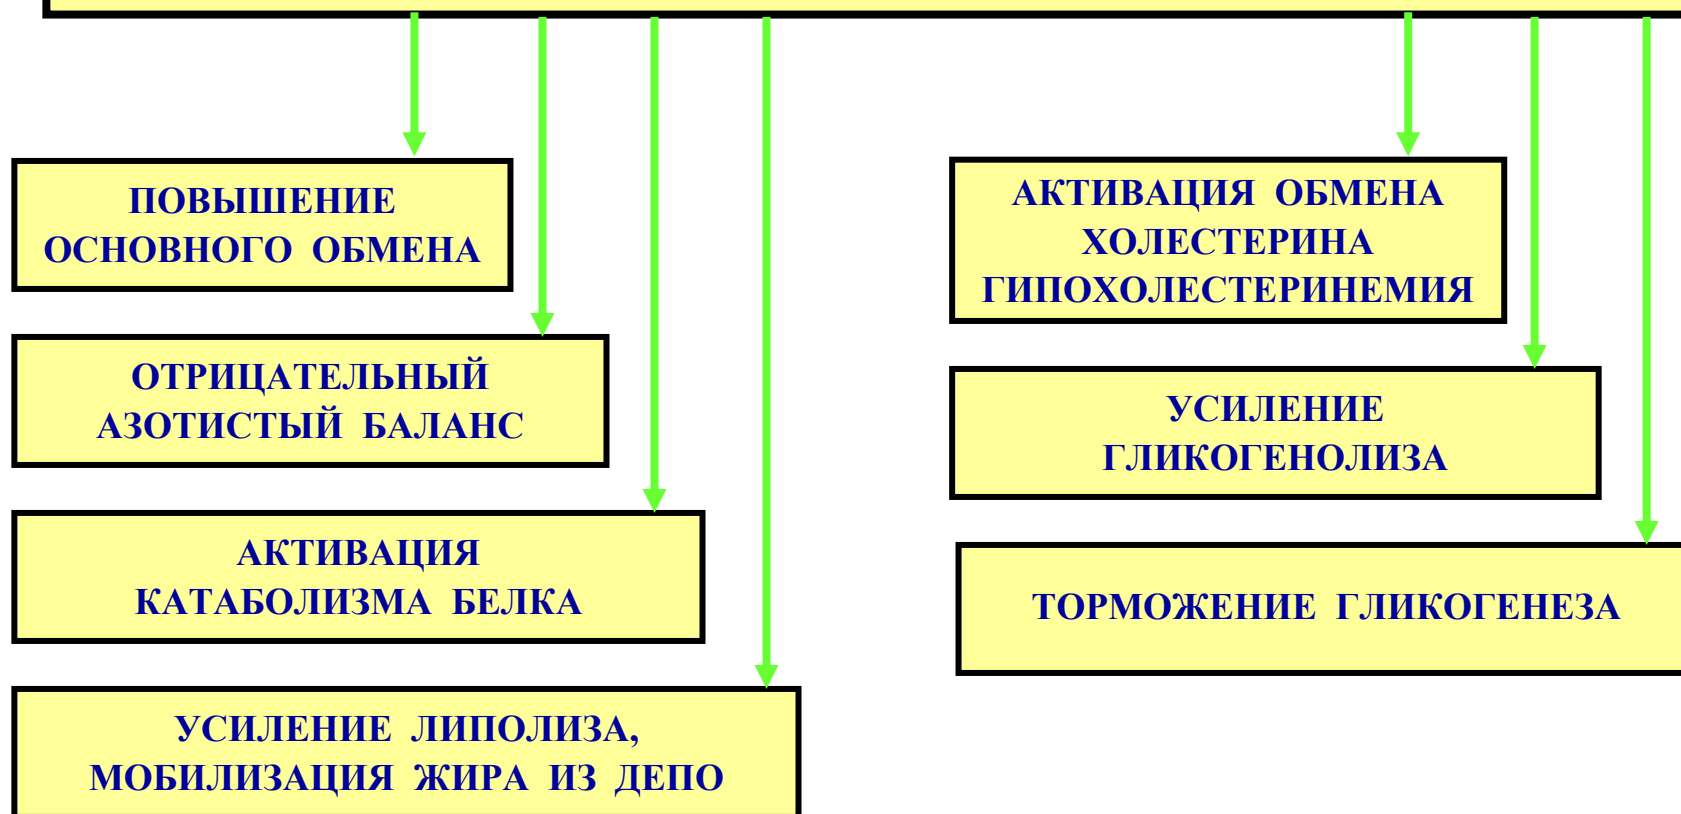 ПОВЫШЕНИЕ
ОСНОВНОГО ОБМЕНА
ОТРИЦАТЕЛЬНЫЙ
АЗОТИСТЫЙ БАЛАНС
АКТИВАЦИЯ
КАТАБОЛИЗМА БЕЛКА
УСИЛЕНИЕ ЛИПОЛИЗА,
МОБИЛИЗАЦИЯ ЖИРА ИЗ ДЕПО
АКТИВАЦИЯ ОБМЕНА
ХОЛЕСТЕРИНА
ГИПОХОЛЕСТЕРИНЕМИЯ
УСИЛЕНИЕ
ГЛИКОГЕНОЛИЗА
ТОРМОЖЕНИЕ ГЛИКОГЕНЕЗА